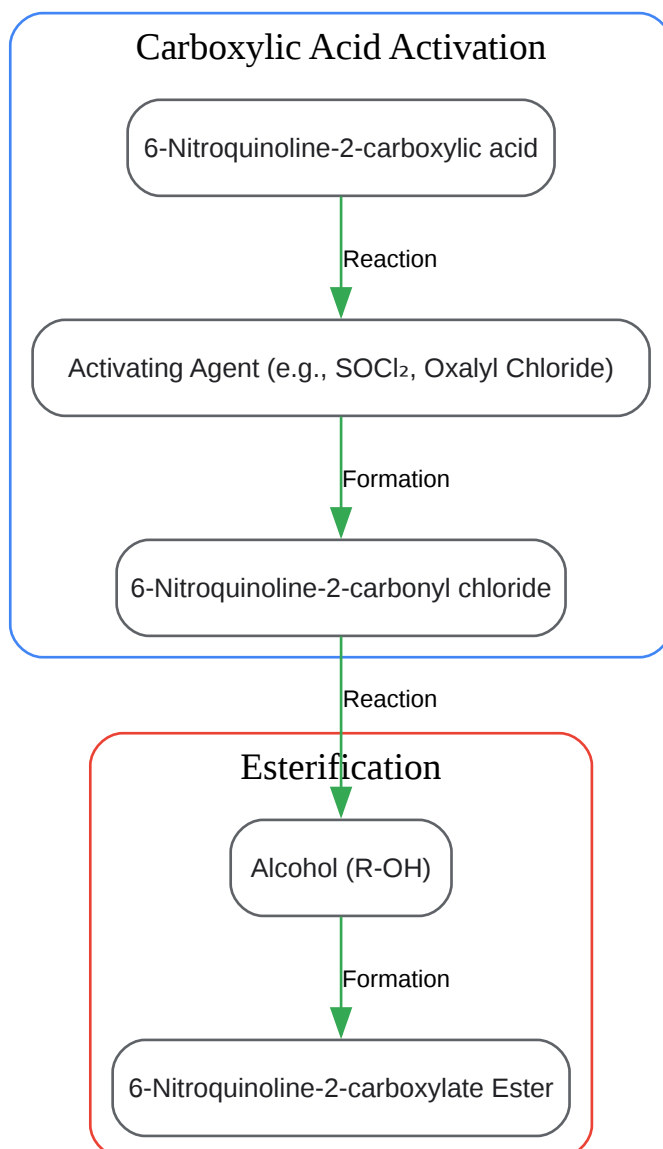 Carboxylic Acid Activation
6-Nitroquinoline-2-carboxylic acid
Reaction
Activating Agent (e.g., SOCl₂, Oxalyl Chloride)
Formation
6-Nitroquinoline-2-carbonyl chloride
Reaction
Esterification
Alcohol (R-OH)
Formation
6-Nitroquinoline-2-carboxylate Ester